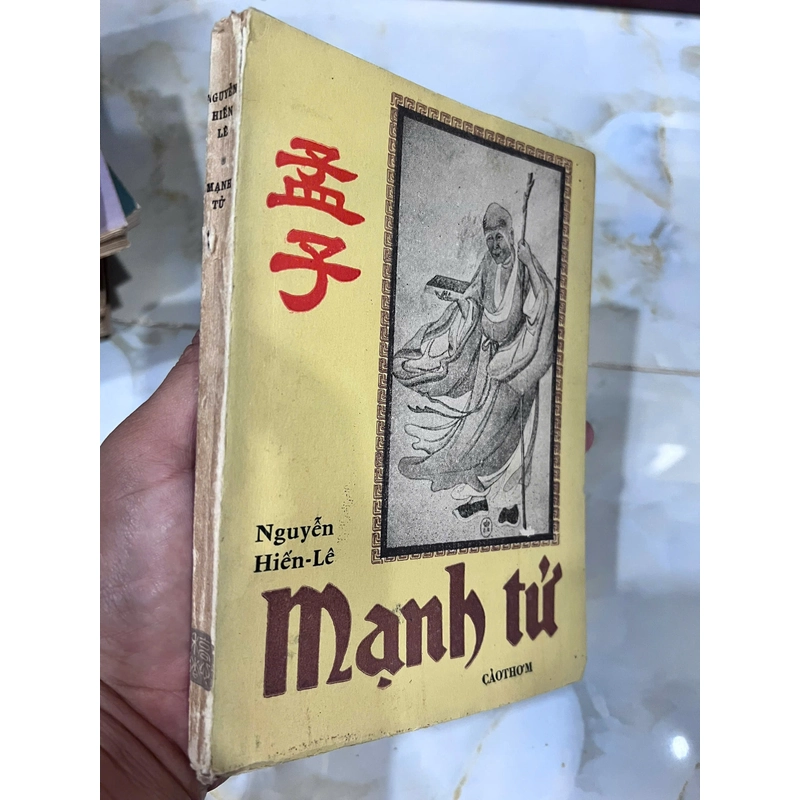 NGUYỄN
HIẾN
LÊ
MẠNH
TỬ
孟子
Nguyễn
Hiến-Lê
Mạnh tử
CẢOTHƠM